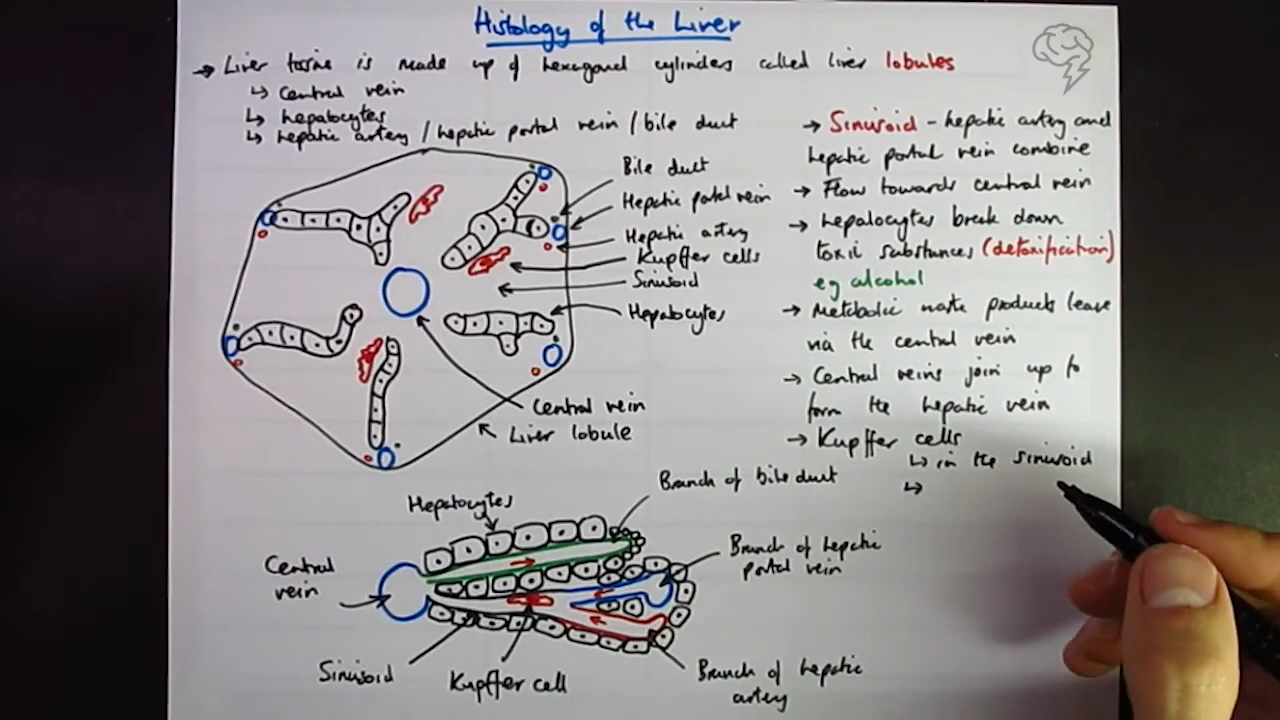 Histology of the Liver
→ Liver tissue is made up of hexagonal cylinders called liver lobules
↳ Central vein
↳ hepatocytes
↳ hepatic artery / hepatic portal vein / bile duct
Bile duct
Hepatic portal vein
Hepatic artery
Kupffer cells
Sinusoid
Hepatocytes
Central vein
Liver lobule
→ Sinusoid - hepatic artery and
hepatic portal vein combine
→ Flow towards central vein
→ hepatocytes break down
toxic substances (detoxification)
eg alcohol
→ Metabolic waste products leave
via the central vein
→ Central veins join up to
form the hepatic vein
→ Kupffer cells
↳ in the sinusoid
↳
Hepatocytes
Branch of bile duct
Central
vein
Branch of hepatic
portal vein
Sinusoid
Kupffer cell
Branch of hepatic
artery